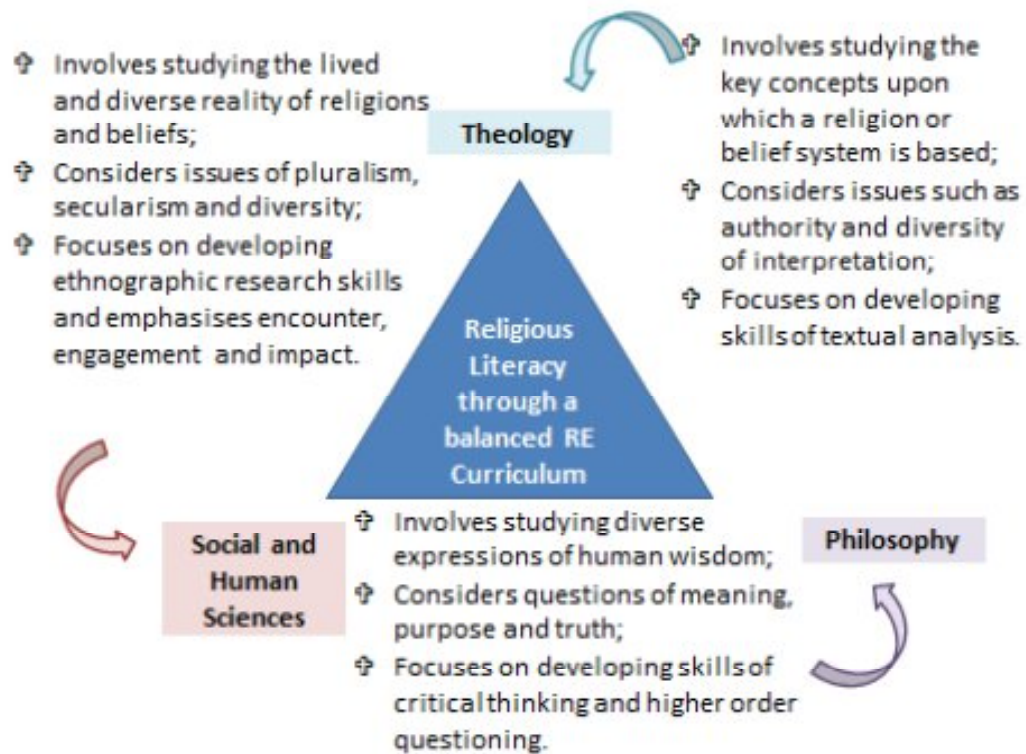 ✞ Involves studying the lived
and diverse reality of religions
and beliefs;
✞ Considers issues of pluralism,
secularism and diversity;
✞ Focuses on developing
ethnographic research skills
and emphasises encounter,
engagement and impact.
Theology
✞ Involves studying the
key concepts upon
which a religion or
belief system is based;
✞ Considers issues such as
authority and diversity
of interpretation;
✞ Focuses on developing
skills of textual analysis.
Religious
Literacy
through a
balanced RE
Curriculum
Social and
Human
Sciences
✞ Involves studying diverse
expressions of human wisdom;
✞ Considers questions of meaning,
purpose and truth;
✞ Focuses on developing skills of
critical thinking and higher order
questioning.
Philosophy